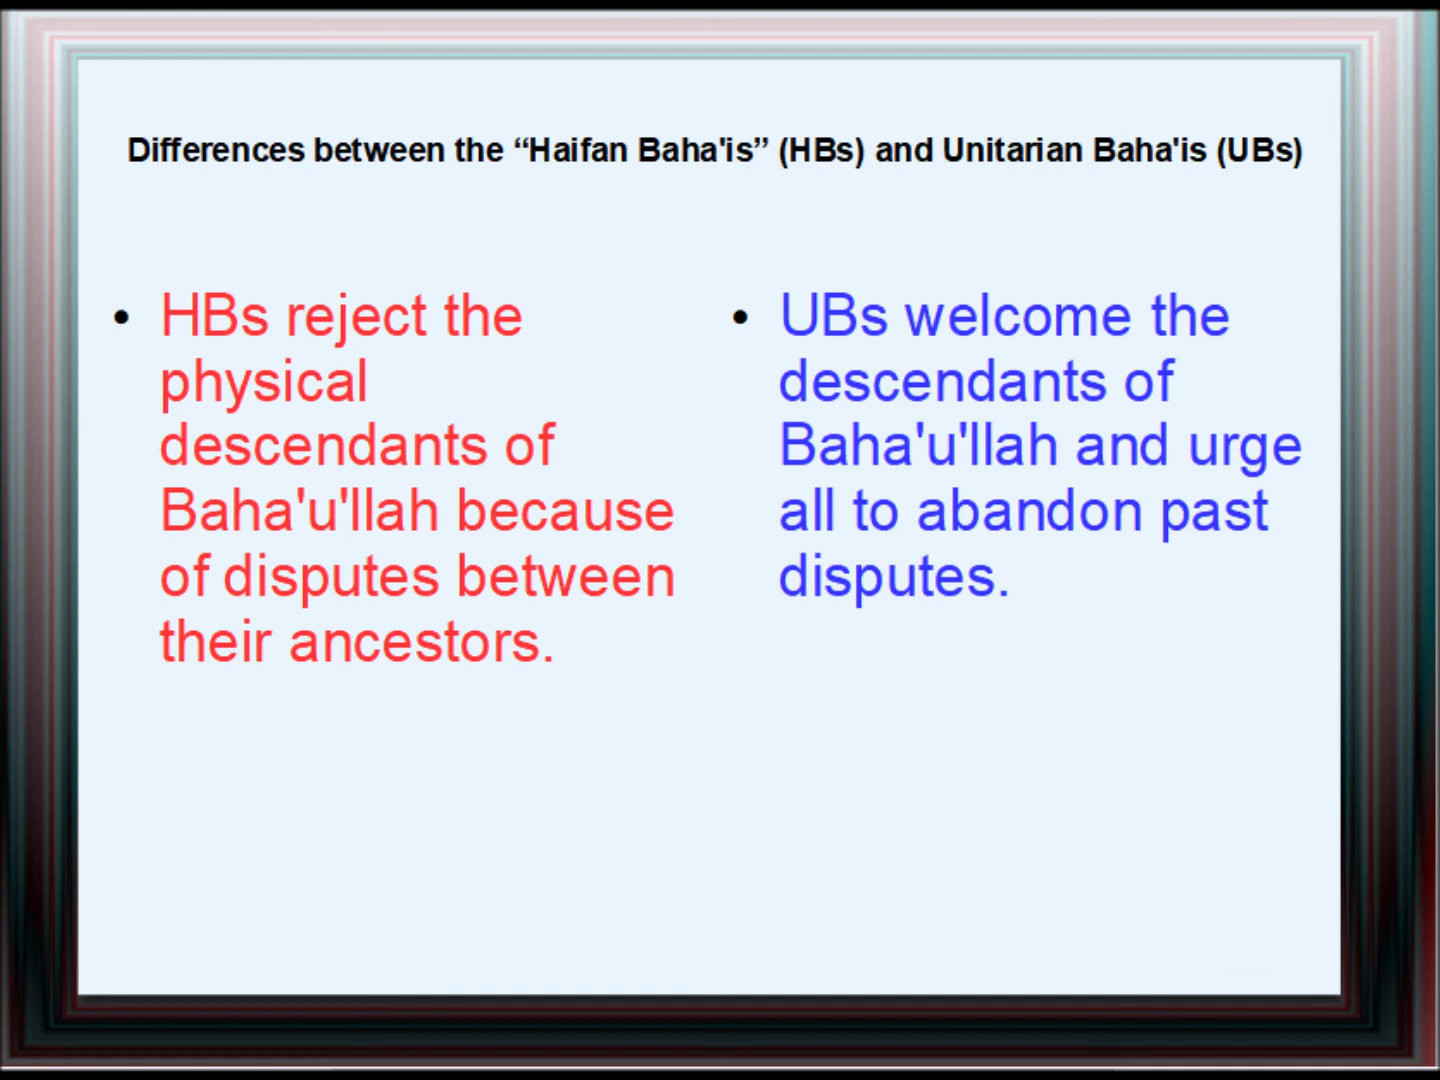 Differences between the “Haifan Baha'is” (HBs) and Unitarian Baha'is (UBs)
• HBs reject the
physical
descendants of
Baha'u'llah because
of disputes between
their ancestors.
• UBs welcome the
descendants of
Baha'u'llah and urge
all to abandon past
disputes.